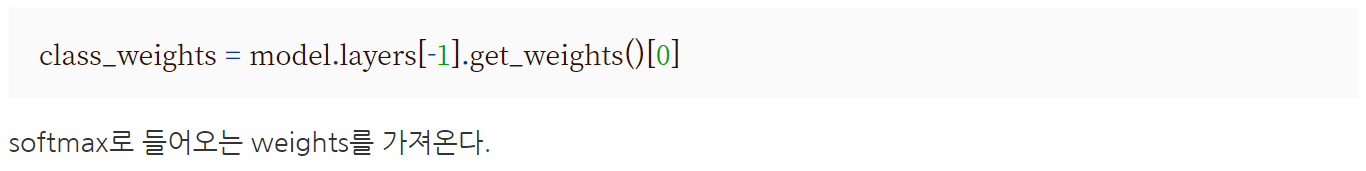 class_weights = model.layers[-1].get_weights()[0]
softmax로 들어오는 weights를 가져온다.